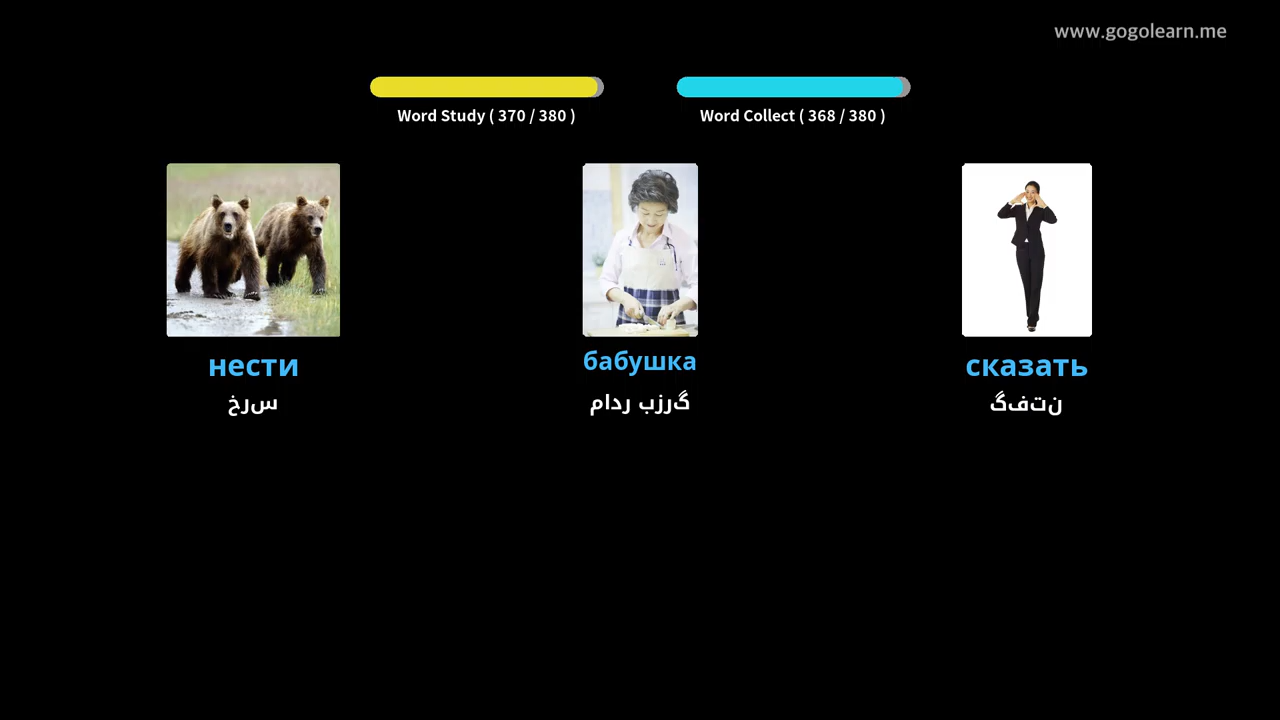 www.gogolearn.me
Word Study ( 370 / 380 )
Word Collect ( 368 / 380 )
нести
سرخ
бабушка
گرزب ردام
сказать
نتفگ